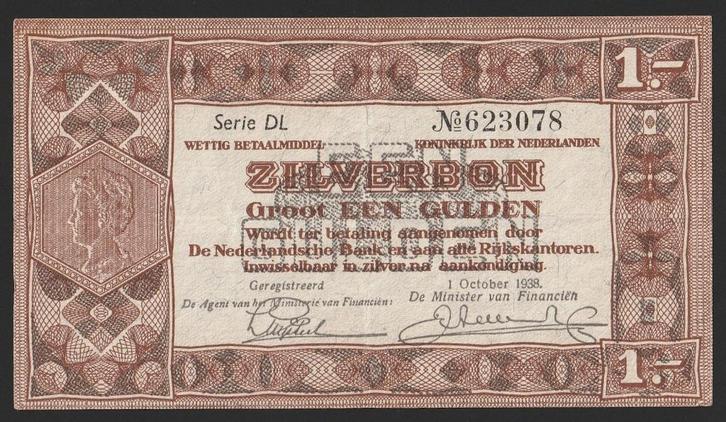 1.-
Serie DL № 623078
WETTIG BETAALMIDDEL KONINKRIJK DER NEDERLANDEN
ZILVERBON
Groot EEN GULDEN
Wordt ter betaling aangenomen door
De Nederlandsche Bank en aan alle Rijkskantoren.
Inwisselbaar in zilver na aankondiging.
Geregistreerd 1 October 1938.
De Agent van het Ministerie van Financiën: De Minister van Financiën
1.-